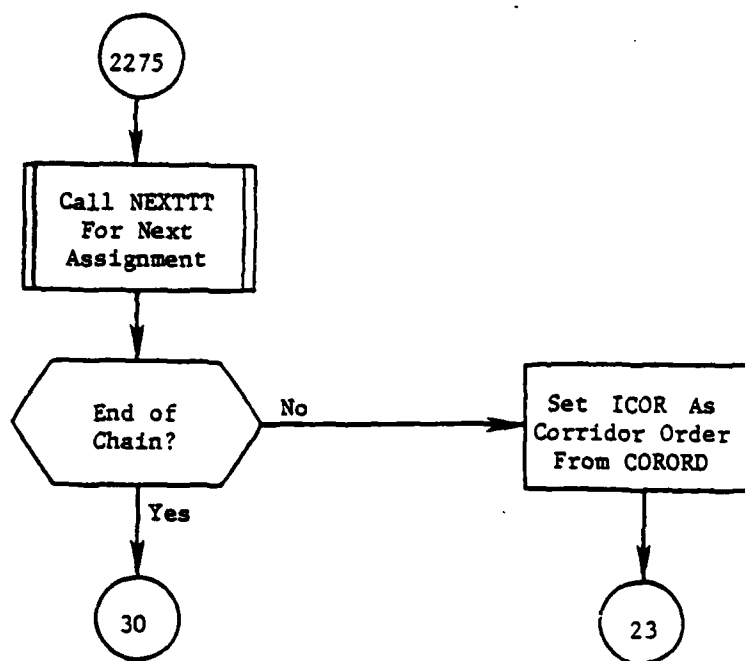 2275
Call NEXTTT
For Next
Assignment
End of
Chain?
No
Set ICOR As
Corridor Order
From CORORD
Yes
30
23